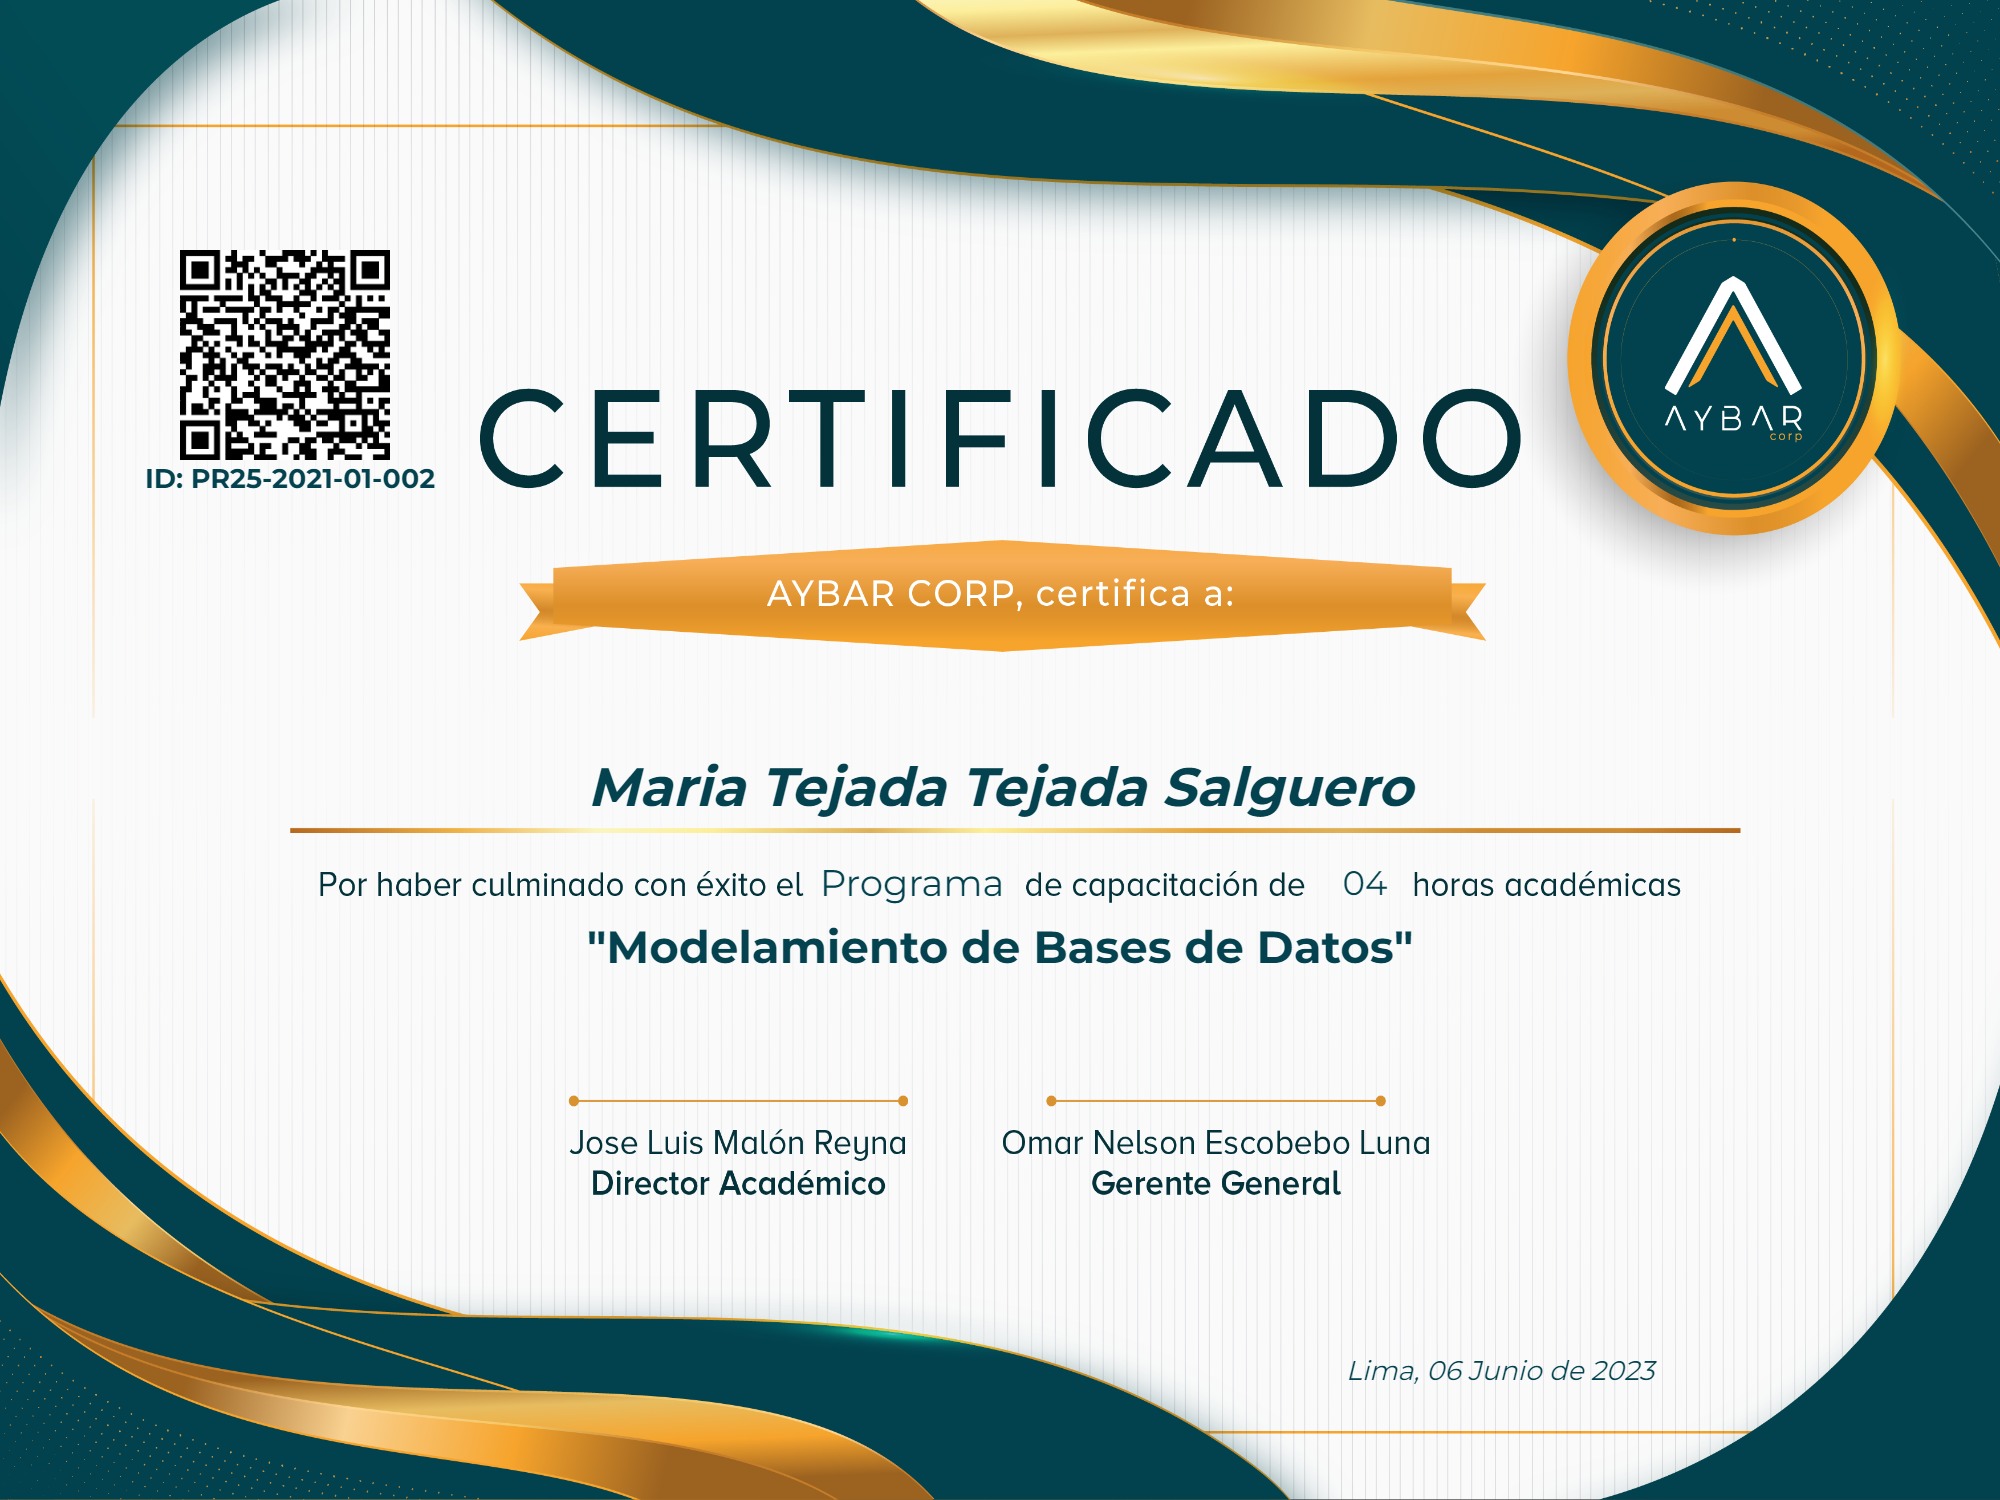 AYBAR
corp
CERTIFICADO
ID: PR25-2021-01-002
AYBAR CORP, certifica a:
Maria Tejada Tejada Salguero
Por haber culminado con éxito el Programa de capacitación de 04 horas académicas
"Modelamiento de Bases de Datos"
Jose Luis Malón Reyna
Director Académico
Omar Nelson Escobebo Luna
Gerente General
Lima, 06 Junio de 2023